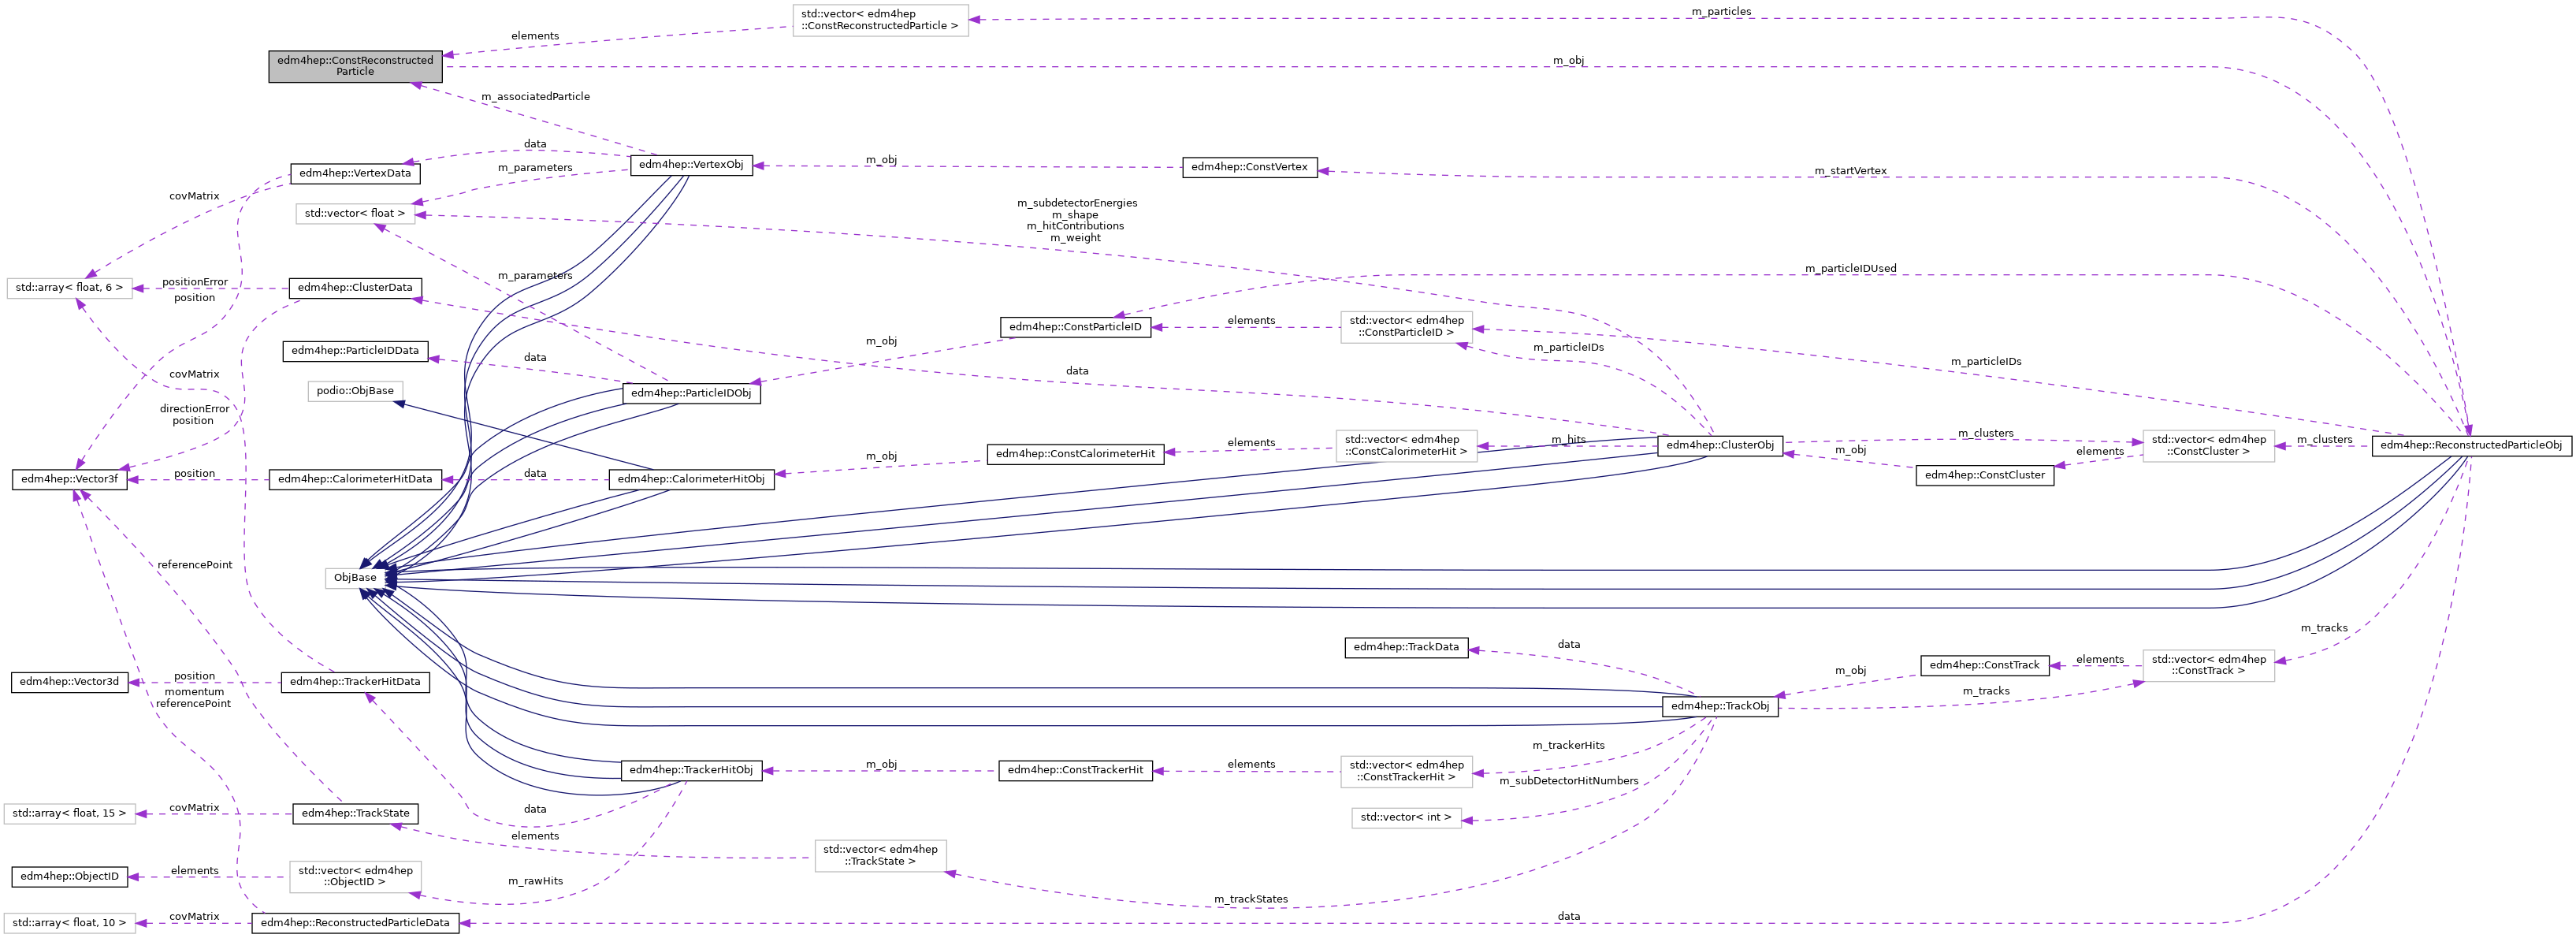 std::vector< edm4hep
::ConstReconstructedParticle >
m_particles
elements
edm4hep::ConstReconstructed
Particle
m_obj
m_associatedParticle
data
edm4hep::VertexObj
m_obj
edm4hep::ConstVertex
m_startVertex
edm4hep::VertexData
m_parameters
covMatrix
std::vector< float >
m_subdetectorEnergies
m_shape
m_hitContributions
m_weight
m_particleIDUsed
m_parameters
positionError
std::array< float, 6 >
edm4hep::ClusterData
position
elements
std::vector< edm4hep
::ConstParticleID >
edm4hep::ConstParticleID
m_obj
m_particleIDs
edm4hep::ParticleIDData
data
m_particleIDs
data
covMatrix
podio::ObjBase
edm4hep::ParticleIDObj
directionError
position
m_clusters
m_hits
elements
std::vector< edm4hep
::ConstCalorimeterHit >
edm4hep::ClusterObj
std::vector< edm4hep
::ConstCluster >
m_clusters
edm4hep::ReconstructedParticleObj
m_obj
elements
edm4hep::ConstCalorimeterHit
m_obj
position
edm4hep::Vector3f
edm4hep::CalorimeterHitData
data
edm4hep::CalorimeterHitObj
edm4hep::ConstCluster
referencePoint
ObjBase
m_tracks
edm4hep::TrackData
data
edm4hep::ConstTrack
elements
std::vector< edm4hep
::ConstTrack >
m_obj
position
edm4hep::Vector3d
edm4hep::TrackerHitData
momentum
referencePoint
m_tracks
edm4hep::TrackObj
m_trackerHits
edm4hep::TrackerHitObj
m_obj
edm4hep::ConstTrackerHit
elements
std::vector< edm4hep
::ConstTrackerHit >
m_subDetectorHitNumbers
covMatrix
std::array< float, 15 >
edm4hep::TrackState
data
std::vector< int >
elements
std::vector< edm4hep
::TrackState >
elements
edm4hep::ObjectID
std::vector< edm4hep
::ObjectID >
m_rawHits
m_trackStates
covMatrix
std::array< float, 10 >
edm4hep::ReconstructedParticleData
data